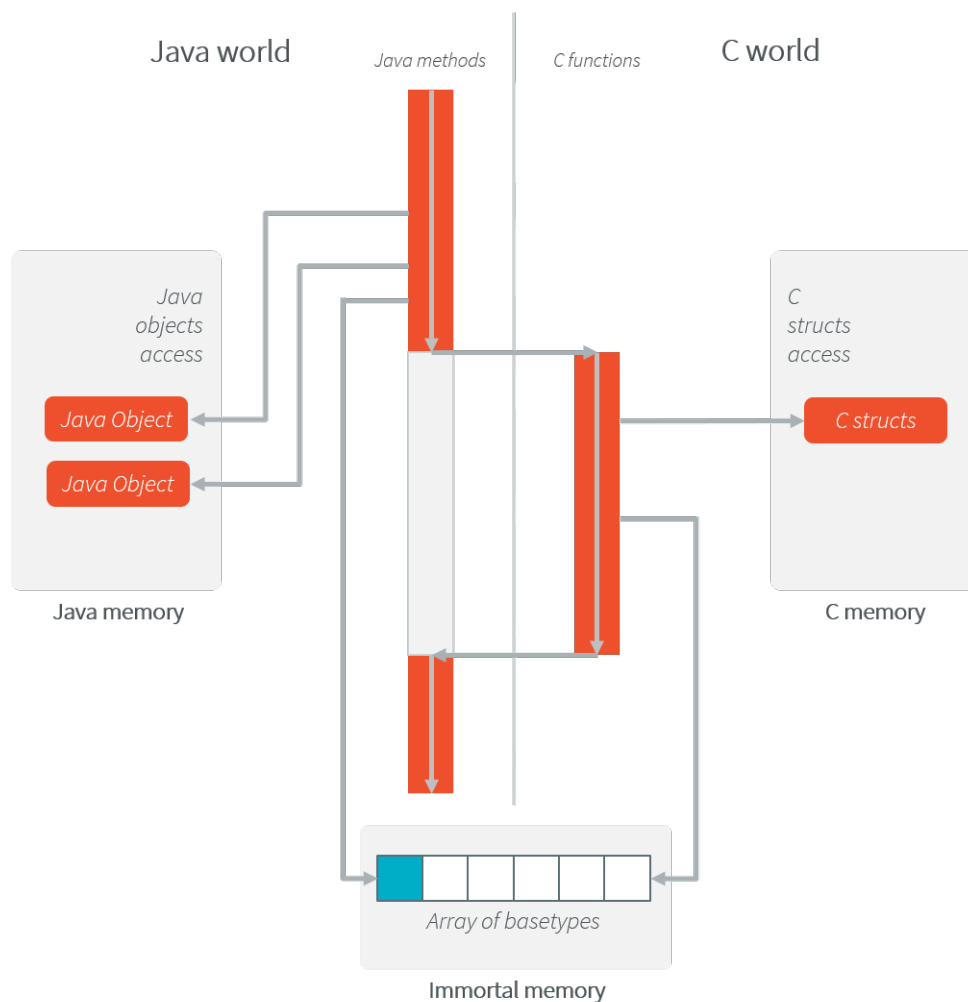 Java world
Java methods
C functions
C world
Java
objects
access
Java Object
Java Object
Java memory
C
structs
access
C structs
C memory
Array of basetypes
Immortal memory